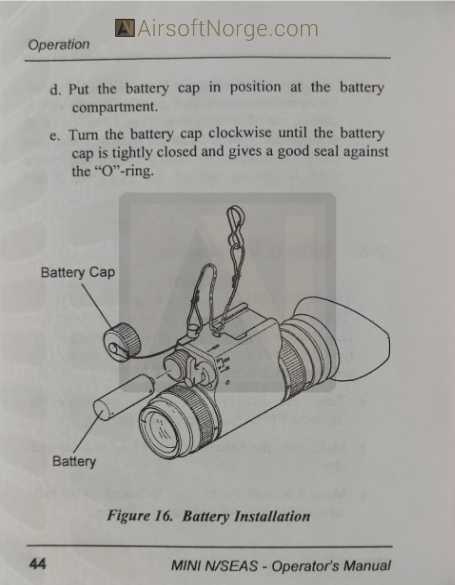 AirsoftNorge.com
Operation
d. Put the battery cap in position at the battery
compartment.
e. Turn the battery cap clockwise until the battery
cap is tightly closed and gives a good seal against
the “O”-ring.
Battery Cap
Battery
Figure 16. Battery Installation
44 MINI N/SEAS - Operator's Manual